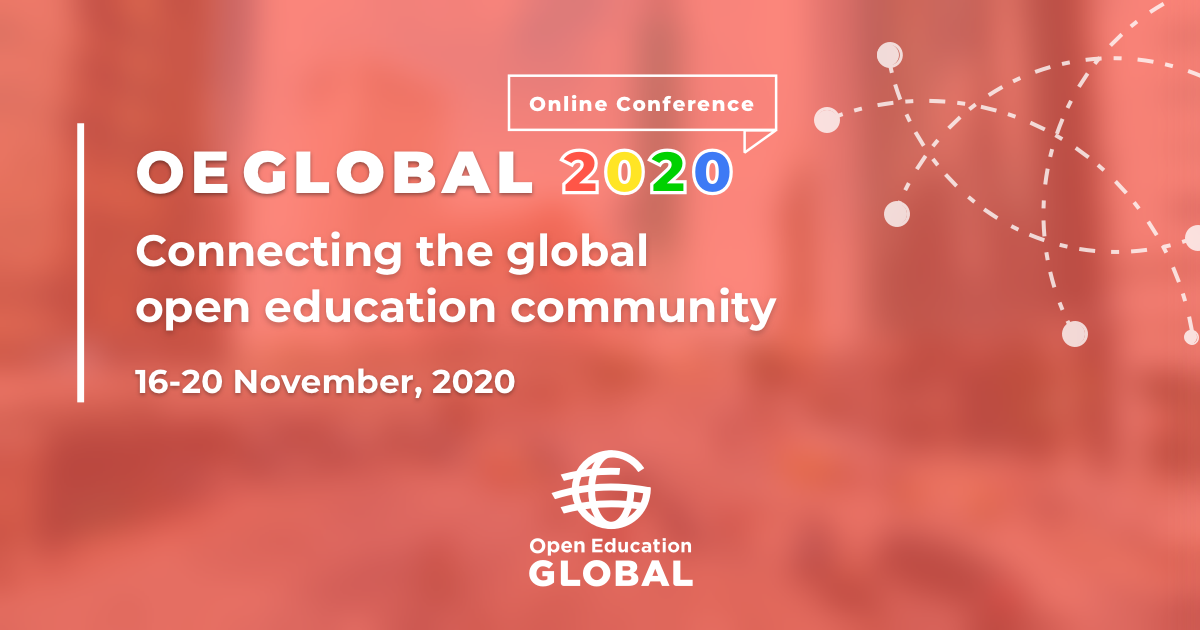 Online Conference
OE GLOBAL 2020
Connecting the global
open education community
16-20 November, 2020
Open Education
GLOBAL